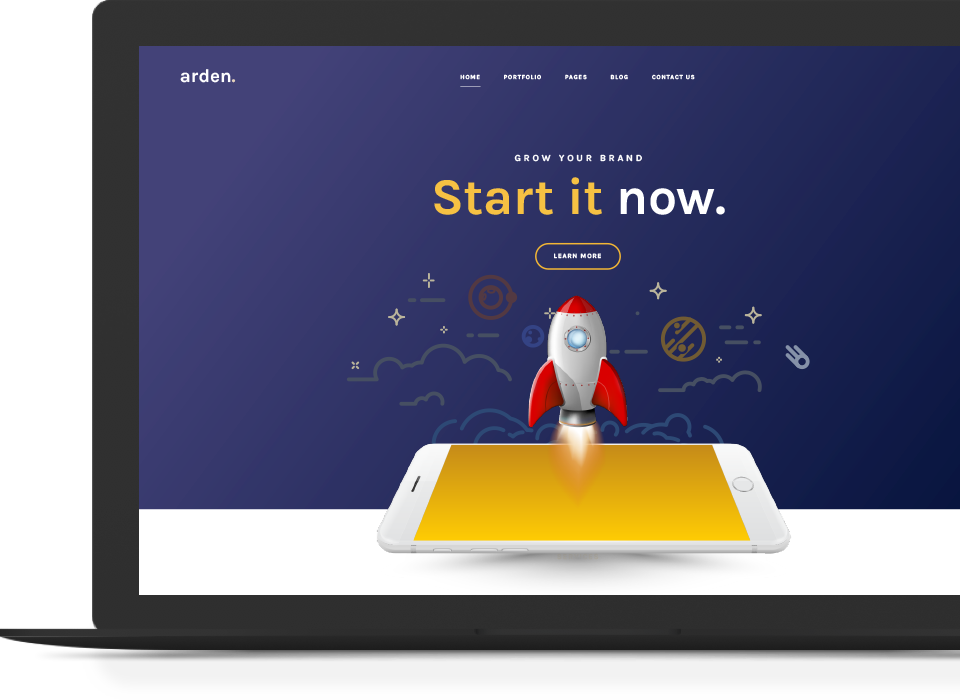 arden.
HOME PORTFOLIO PAGES BLOG CONTACT US
GROW YOUR BRAND
Start it now.
LEARN MORE